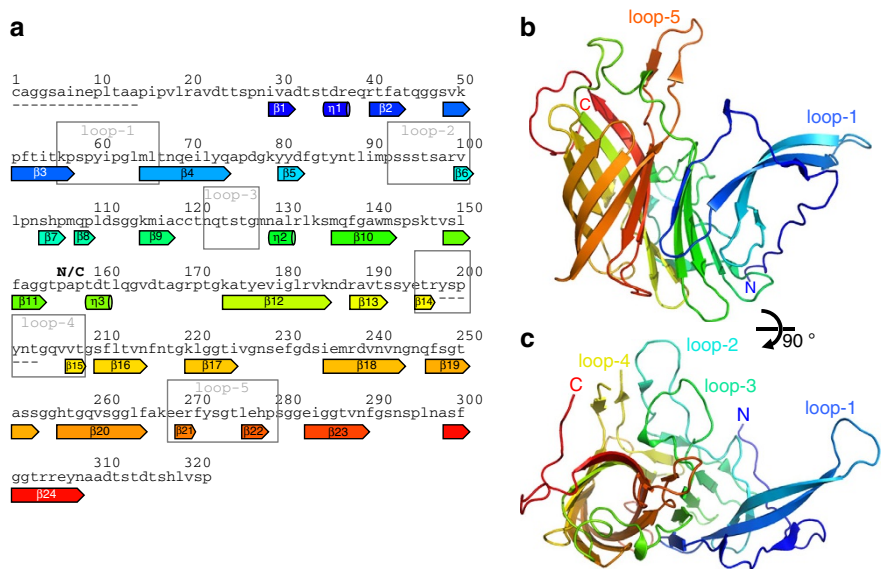 a
1 10 20 30 40 50
caggsainepltaapipvlravdttspnivadtstdreqrtfatqggsvk
--------------
β1 η1 β2
loop-1 loop-2
60 70 80 90 100
pftitkpspyipglmltnqeilyqapdgkyydfgtyntlimpssstsarv
β3 β4 β5 β6
loop-3
110 120 130 140 150
lpnshpmqpldsggkmiacctnqtstgmnalrlksmqfgawmspsktvsl
β7 β8 β9 η2 β10
N/C 160 170 180 190 200
faggtpaptdtlqgvdtagrptgkatyeviglrvkndravtssyetrysp
β11 η3 β12 β13 β14 ---
loop-4
210 220 230 240 250
yntgqvvtgsfltvnfntgklggtivgnsefgdsiemrdvnvngnqfsgt
--- β15 β16 β17 β18 β19
loop-5
260 270 280 290 300
assgghtgqvsgglfakeerfysgtlehpsggeiggtvnfgsnsplnasf
β20 β21 β22 β23
310 320
ggtrreynaadtstdtshlvsp
β24
b
loop-5
C
loop-1
N
90 °
c
loop-2
loop-4
C
loop-3
N
loop-1